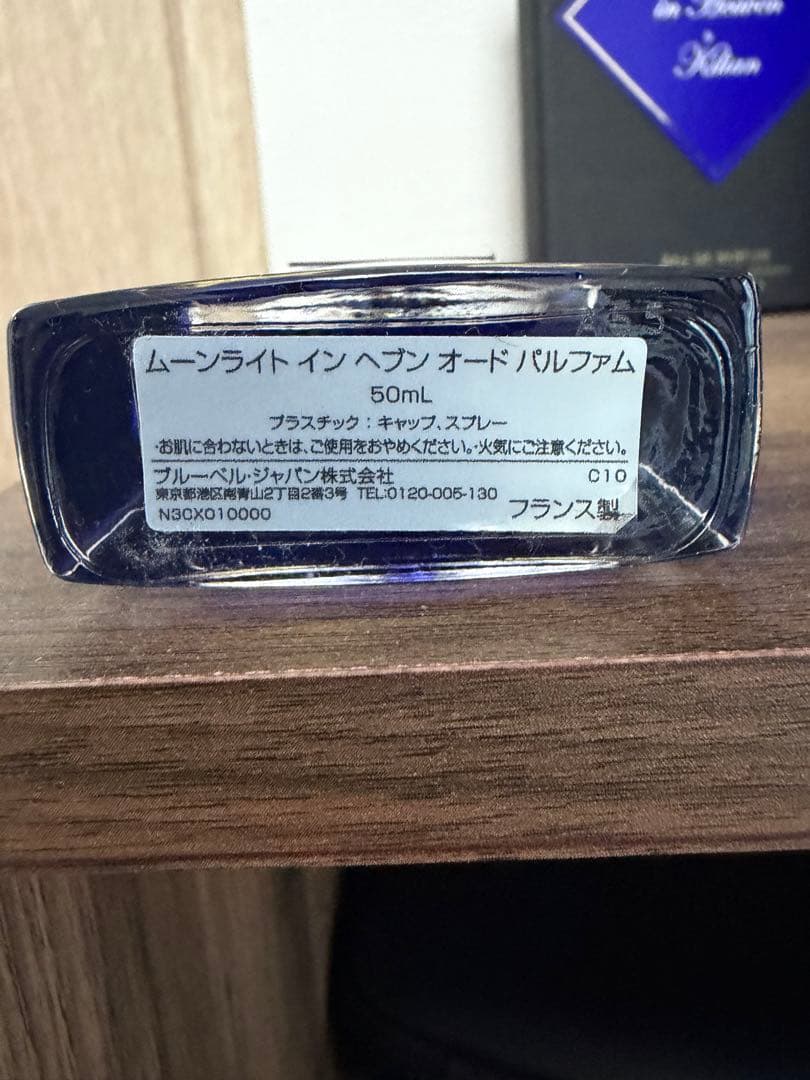 in Heaven
Kilian
ムーンライト イン ヘブン オード パルファム
50mL
プラスチック：キャップ、スプレー
・お肌に合わないときは、ご使用をおやめください。・火気にご注意ください。
ブルーベル・ジャパン株式会社 C10
東京都港区南青山2丁目2番3号 TEL:0120-005-130
N3CX010000 フランス製